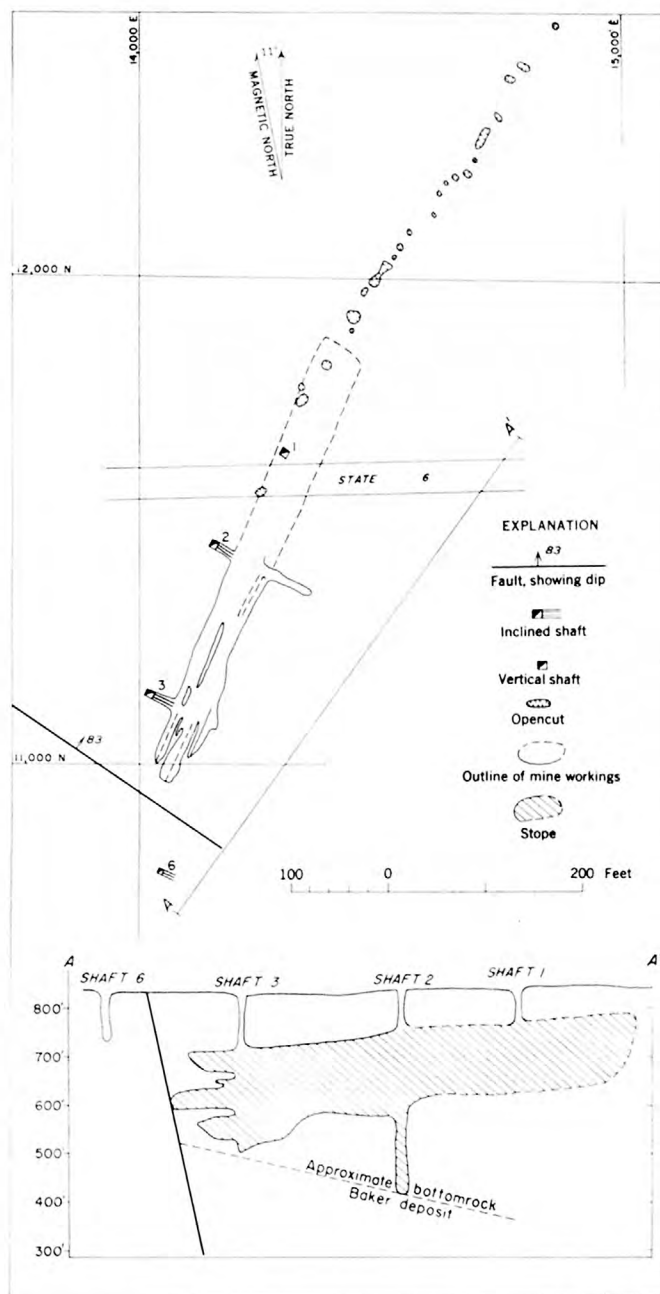 14,000 E
15,000' E
11°
MAGNETIC NORTH
TRUE NORTH
12,000 N
1
A'
STATE 6
2
EXPLANATION
83
Fault, showing dip
Inclined shaft
3
Vertical shaft
Opencut
83
11,000 N
Outline of mine workings
Stope
6
100 0 200 Feet
A
A A'
SHAFT 6 SHAFT 3 SHAFT 2 SHAFT 1
800'
700'
600'
500'
Approximate bottomrock
400'
Baker deposit
300'